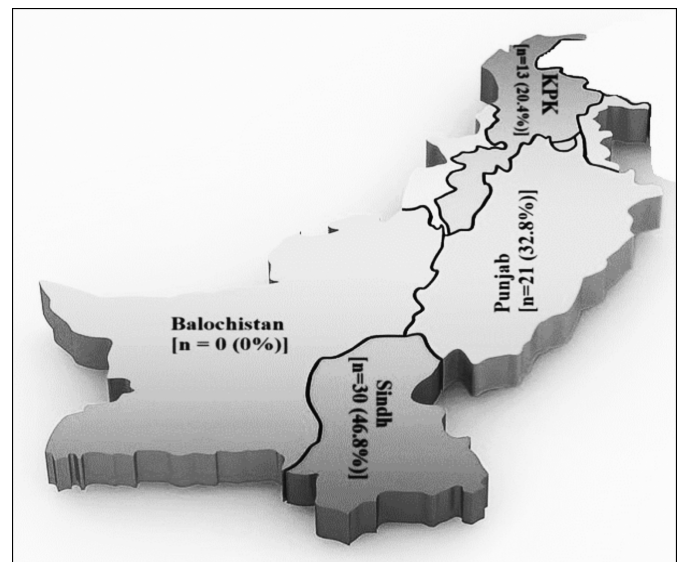 KPK
[n=13 (20.4%)]
Punjab
[n=21 (32.8%)]
Balochistan
[n = 0 (0%)]
Sindh
[n=30 (46.8%)]